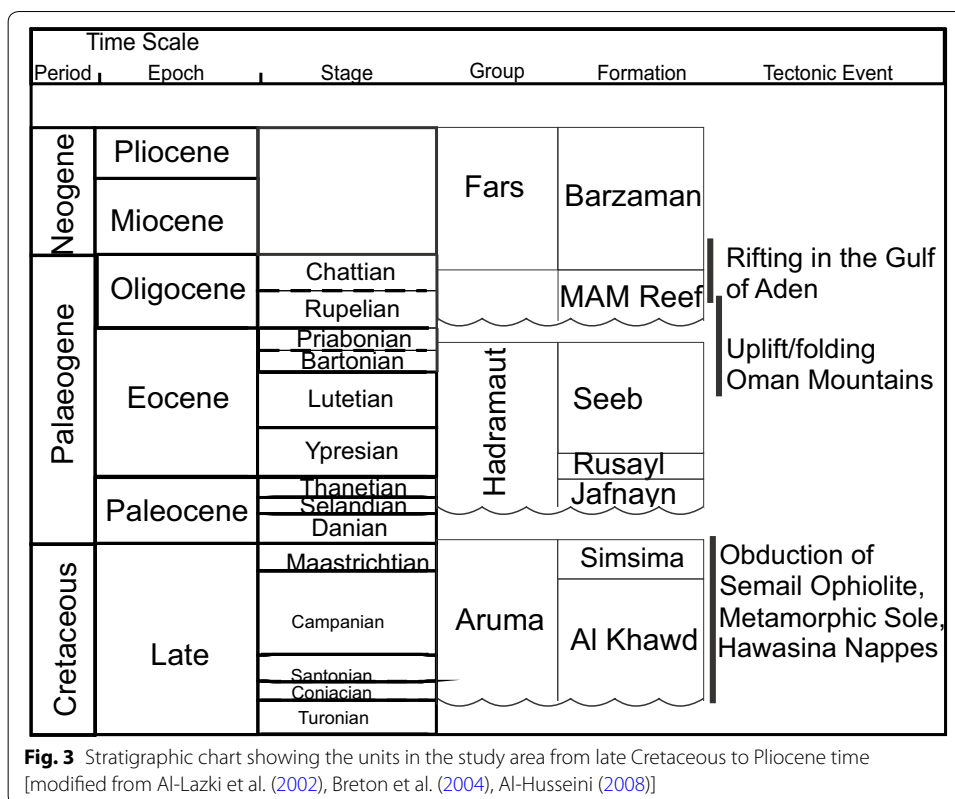 Time Scale
Period Epoch Stage Group Formation Tectonic Event
Neogene
Pliocene
Miocene
Fars
Barzaman
Palaeogene
Oligocene
Chattian
Rupelian
MAM Reef
Rifting in the Gulf
of Aden
Eocene
Priabonian
Bartonian
Lutetian
Ypresian
Hadramaut
Seeb
Rusayl
Jafnayn
Uplift/folding
Oman Mountains
Paleocene
Thanetian
Selandian
Danian
Cretaceous
Late
Maastrichtian
Campanian
Santonian
Coniacian
Turonian
Aruma
Simsima
Al Khawd
Obduction of
Semail Ophiolite,
Metamorphic Sole,
Hawasina Nappes
Fig. 3 Stratigraphic chart showing the units in the study area from late Cretaceous to Pliocene time
[modified from Al-Lazki et al. (2002), Breton et al. (2004), Al-Husseini (2008)]